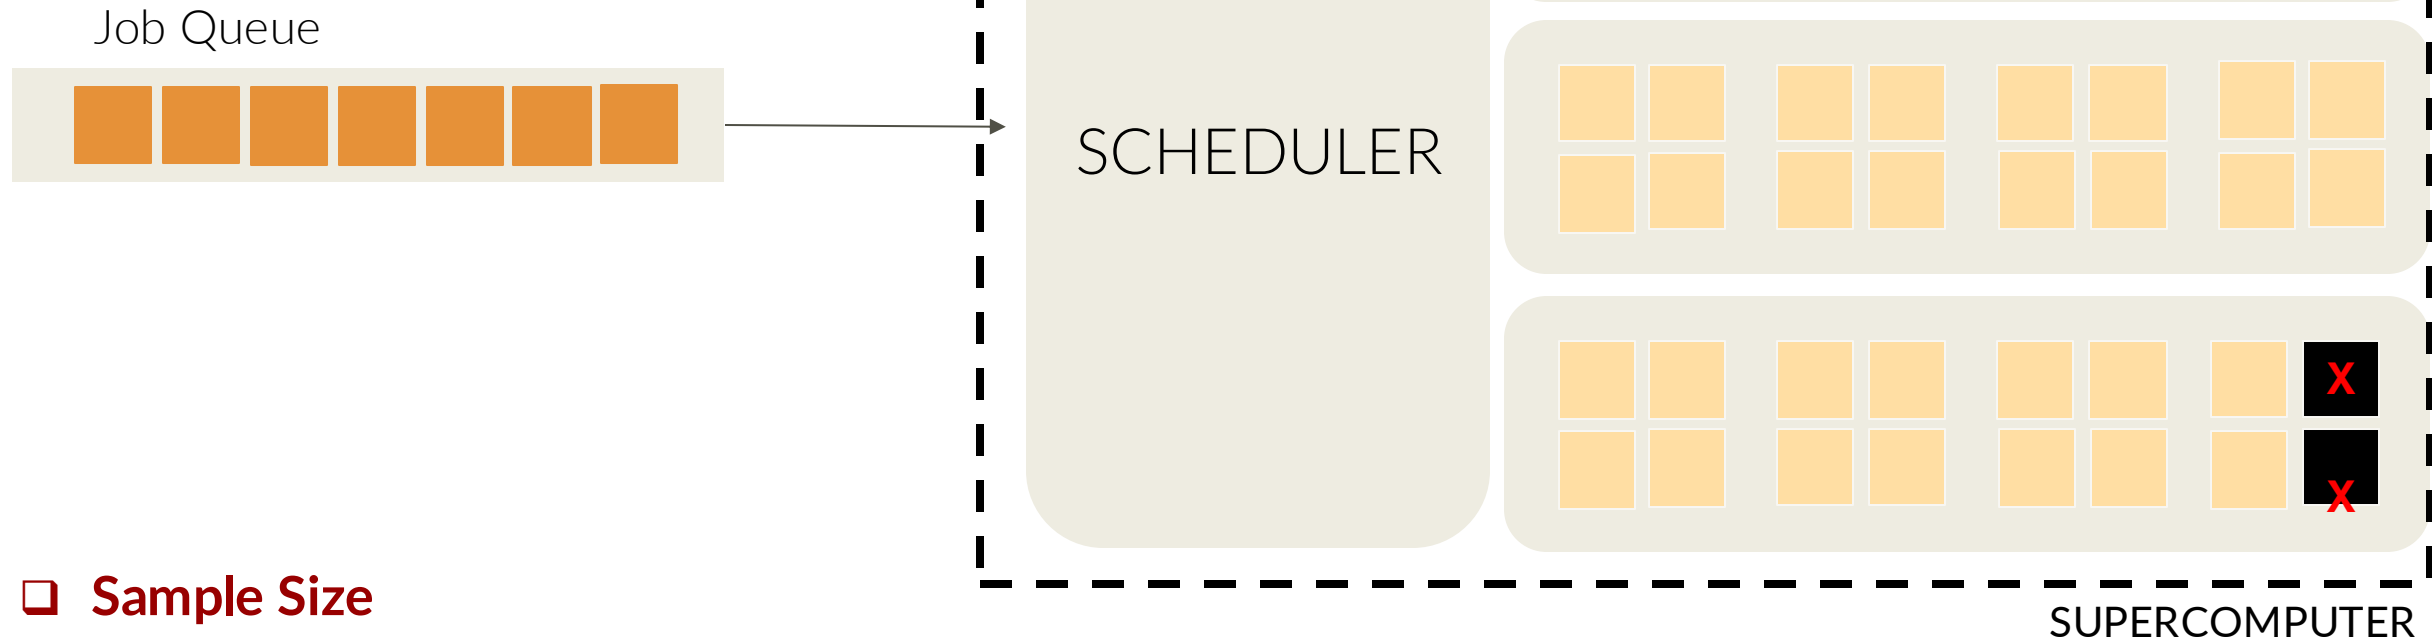 Job Queue
SCHEDULER
X
X
❑ Sample Size
SUPERCOMPUTER